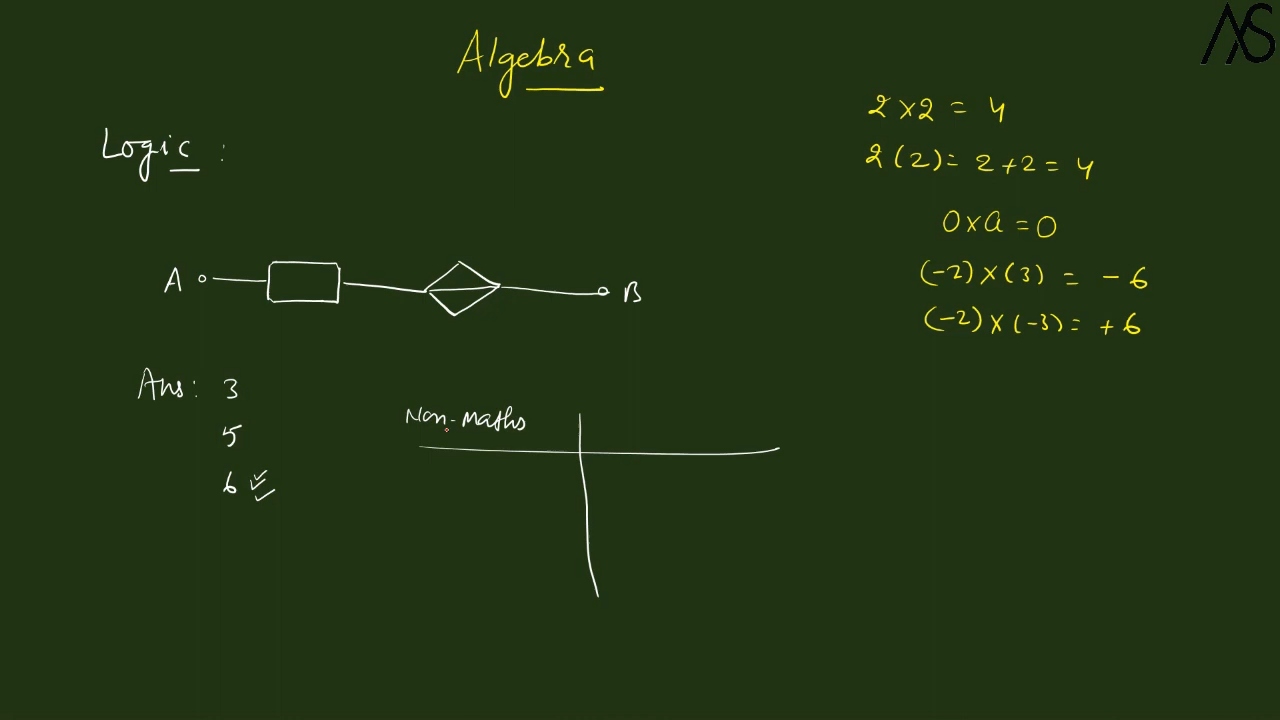 Algebra
Logic :
A
B
Ans: 3
5
6
Non-Maths
2 x 2 = 4
2 (2) = 2 + 2 = 4
0 x a = 0
(-2) x (3) = - 6
(-2) x (-3) = + 6